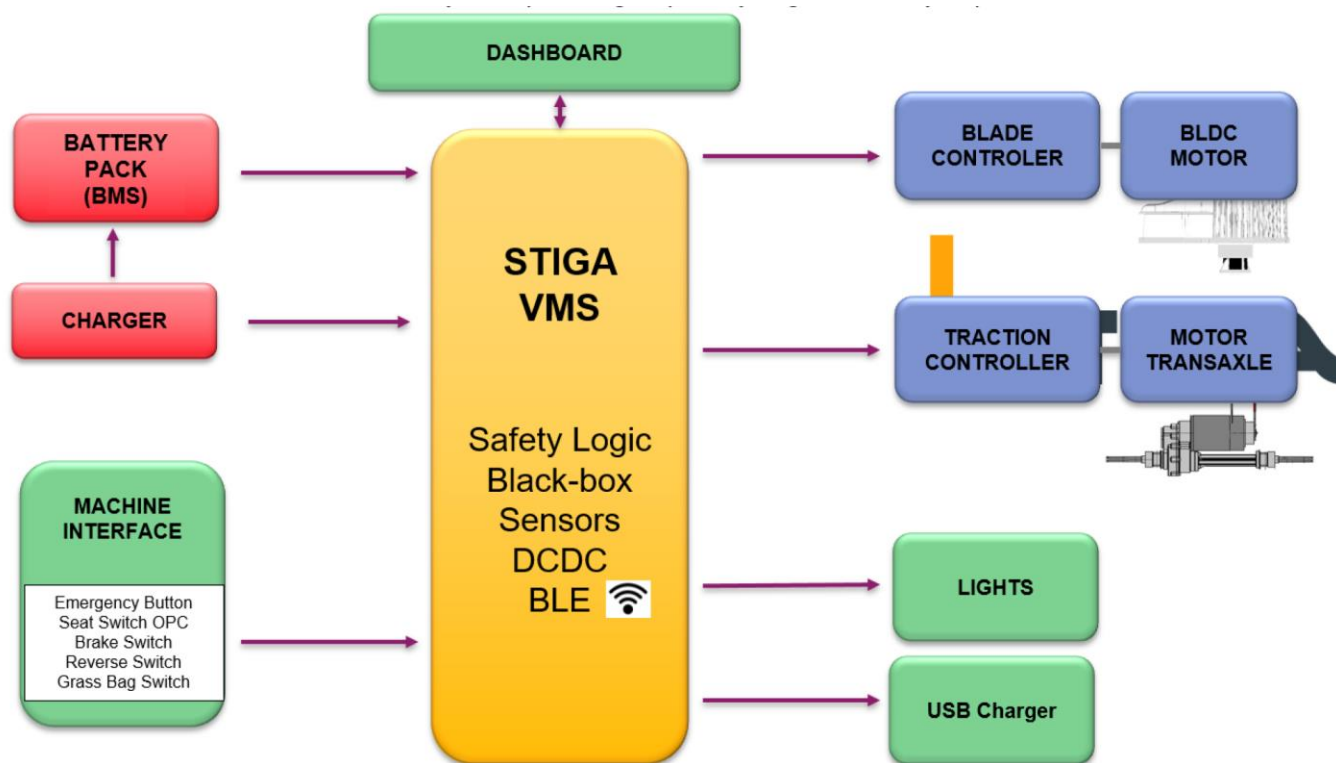 DASHBOARD
BATTERY
PACK
(BMS)
CHARGER
MACHINE
INTERFACE
Emergency Button
Seat Switch OPC
Brake Switch
Reverse Switch
Grass Bag Switch
STIGA
VMS
Safety Logic
Black-box
Sensors
DCDC
BLE
BLADE
CONTROLER
BLDC
MOTOR
TRACTION
CONTROLLER
MOTOR
TRANSAXLE
LIGHTS
USB Charger